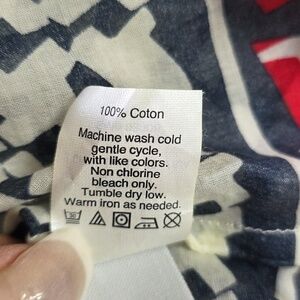 100% Coton
Machine wash cold
gentle cycle,
with like colors.
Non chlorine
bleach only.
Tumble dry low.
Warm iron as needed.